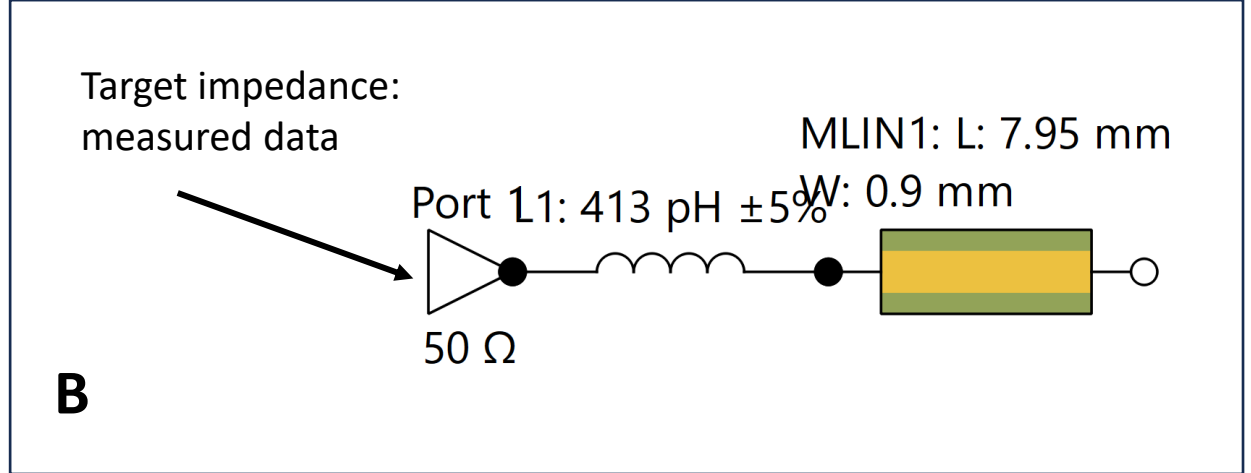 Target impedance:
measured data
MLIN1: L: 7.95 mm
W: 0.9 mm
Port 1
L1: 413 pH ±5%
50 Ω
B